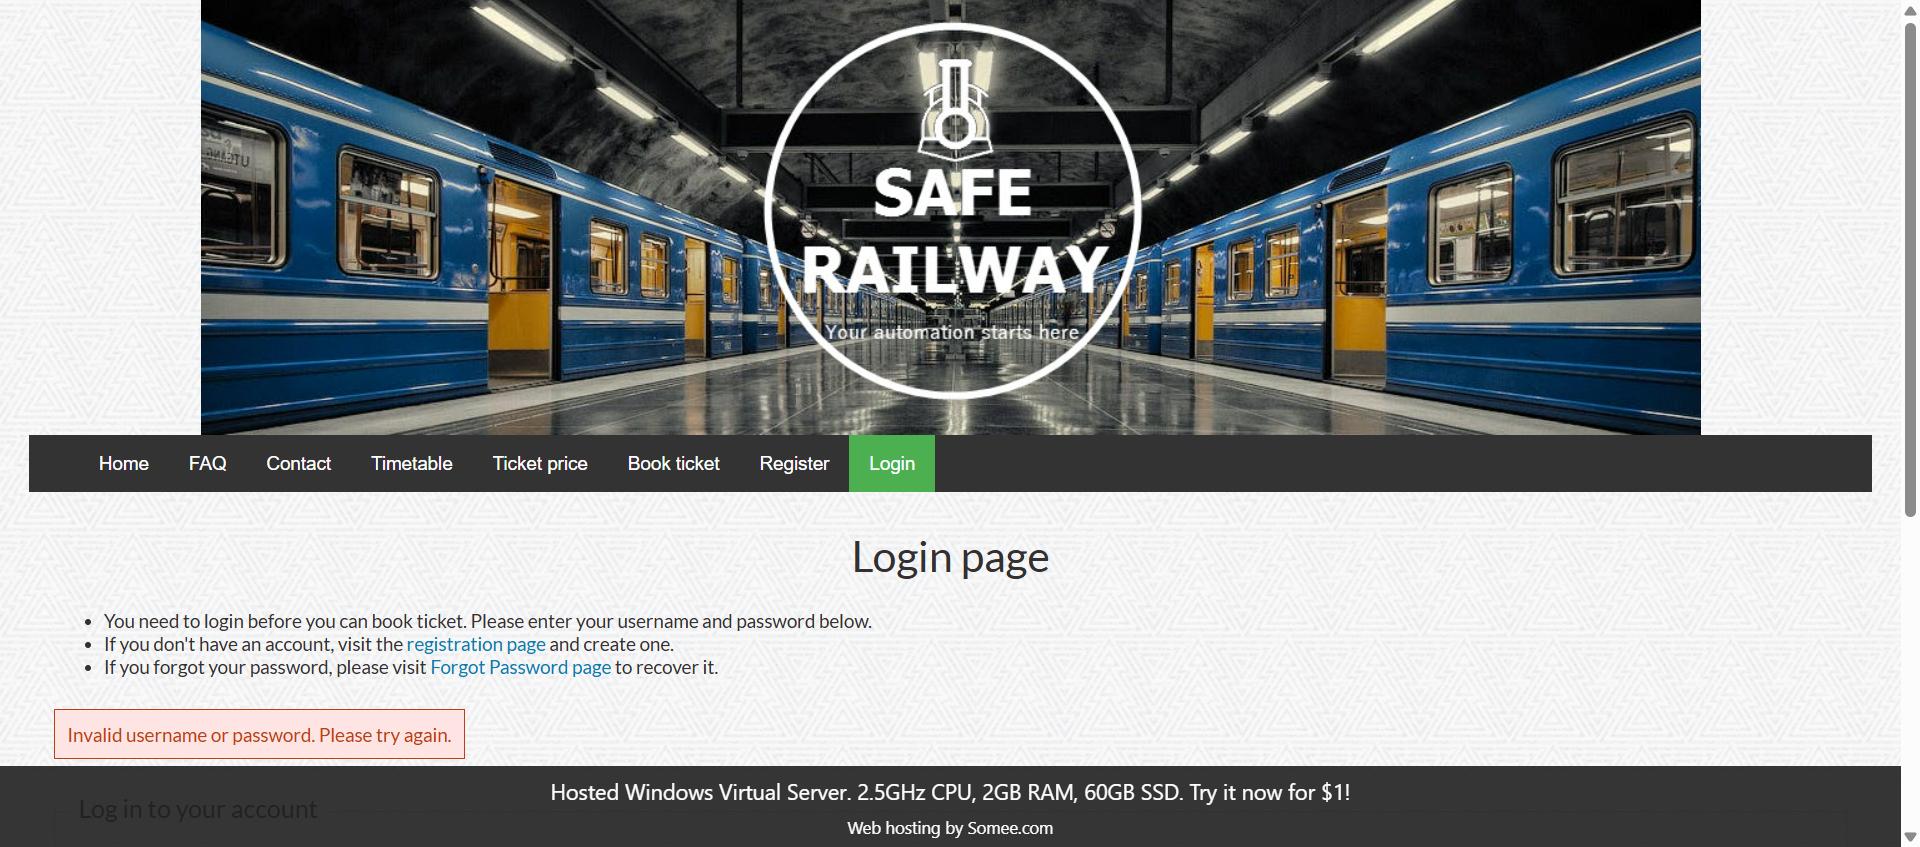 SAFE
RAILWAY
Your automation starts here
Home FAQ Contact Timetable Ticket price Book ticket Register Login
Login page
You need to login before you can book ticket. Please enter your username and password below.
If you don't have an account, visit the registration page and create one.
If you forgot your password, please visit Forgot Password page to recover it.
Invalid username or password. Please try again.
Hosted Windows Virtual Server. 2.5GHz CPU, 2GB RAM, 60GB SSD. Try it now for $1!
Log in to your account
Web hosting by Somee.com